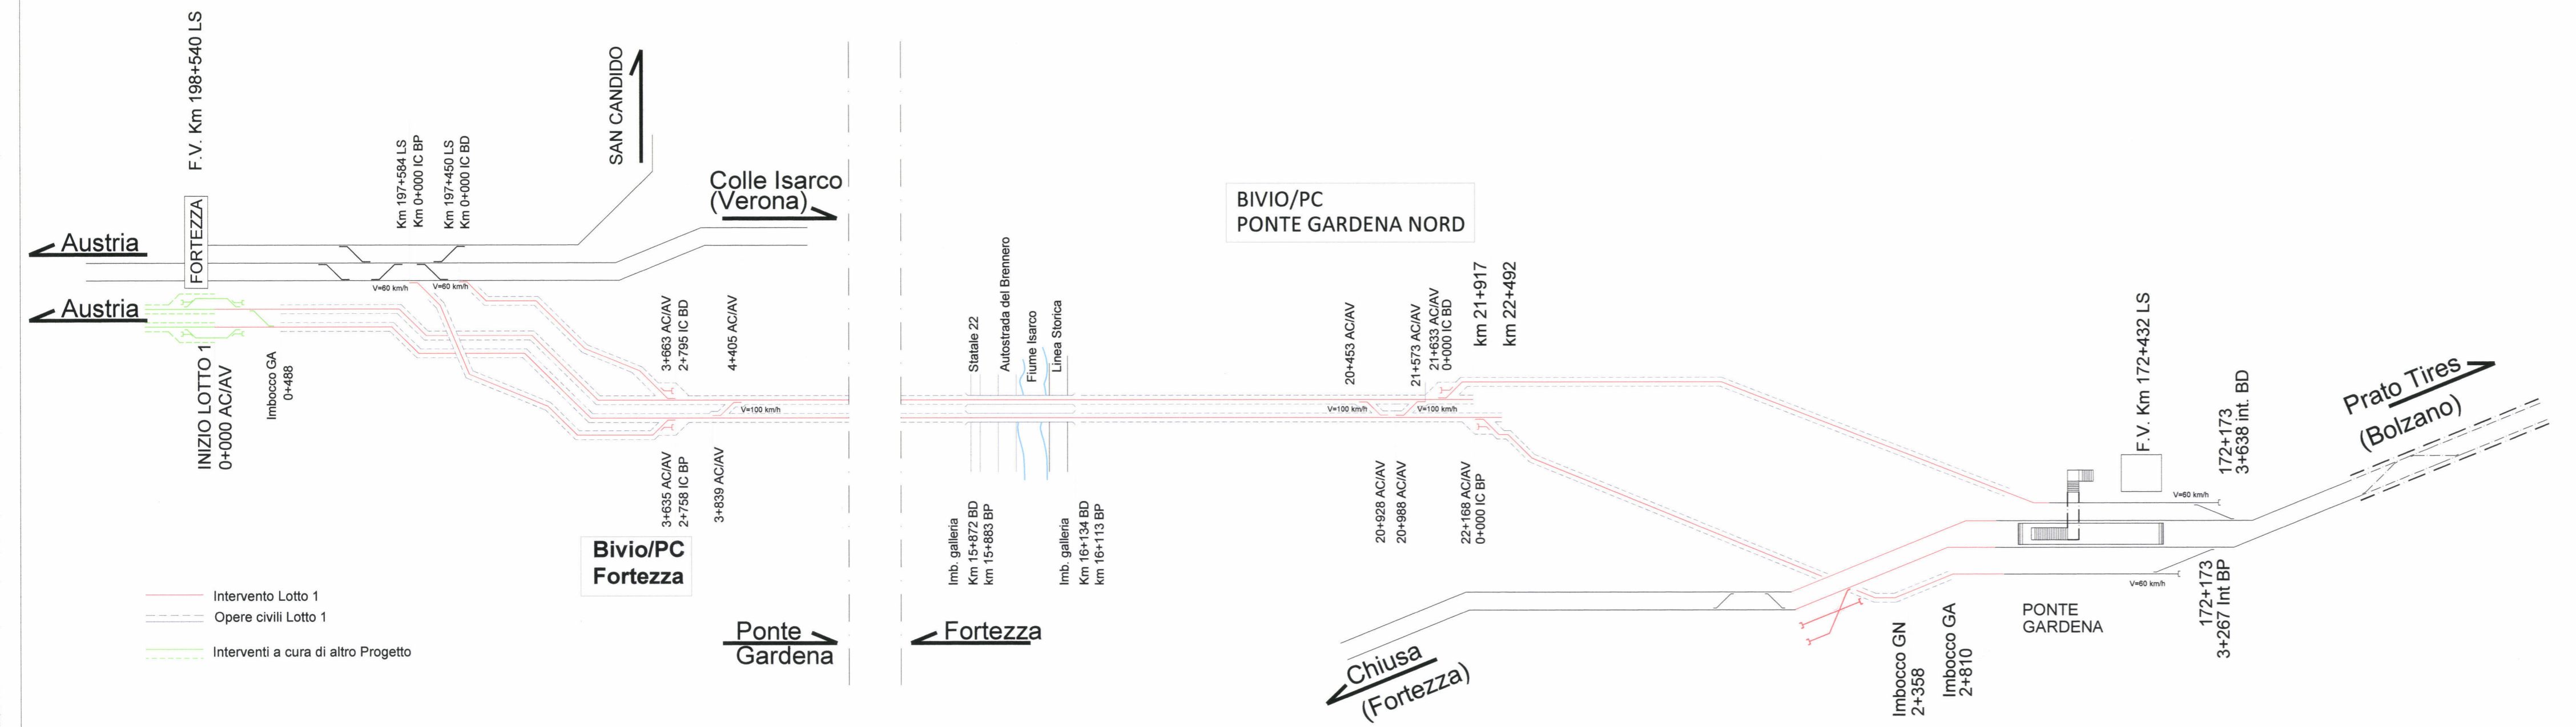 F.V. Km 198+540 LS
FORTEZZA
Austria
Austria
INIZIO LOTTO 1
0+000 AC/AV
Imbocco GA
0+488
Km 197+584 LS
Km 0+000 IC BP
Km 197+450 LS
Km 0+000 IC BD
V=60 km/h
V=60 km/h
SAN CANDIDO
Colle Isarco
(Verona)
3+663 AC/AV
2+795 IC BD
4+405 AC/AV
V=100 km/h
3+635 AC/AV
2+758 IC BP
3+839 AC/AV
Bivio/PC
Fortezza
Intervento Lotto 1
Opere civili Lotto 1
Interventi a cura di altro Progetto
Ponte
Gardena
Fortezza
Statale 22
Autostrada del Brennero
Fiume Isarco
Linea Storica
Imb. galleria
Km 15+872 BD
km 15+883 BP
Imb. galleria
Km 16+134 BD
km 16+113 BP
BIVIO/PC
PONTE GARDENA NORD
20+453 AC/AV
21+573 AC/AV
21+633 AC/AV
0+000 IC BD
km 21+917
km 22+492
V=100 km/h
V=100 km/h
20+928 AC/AV
20+988 AC/AV
22+168 AC/AV
0+000 IC BP
Chiusa
(Fortezza)
Imbocco GN
2+358
Imbocco GA
2+810
PONTE
GARDENA
F.V. Km 172+432 LS
V=60 km/h
V=60 km/h
172+173
3+638 int. BD
172+173
3+267 Int BP
Prato Tires
(Bolzano)